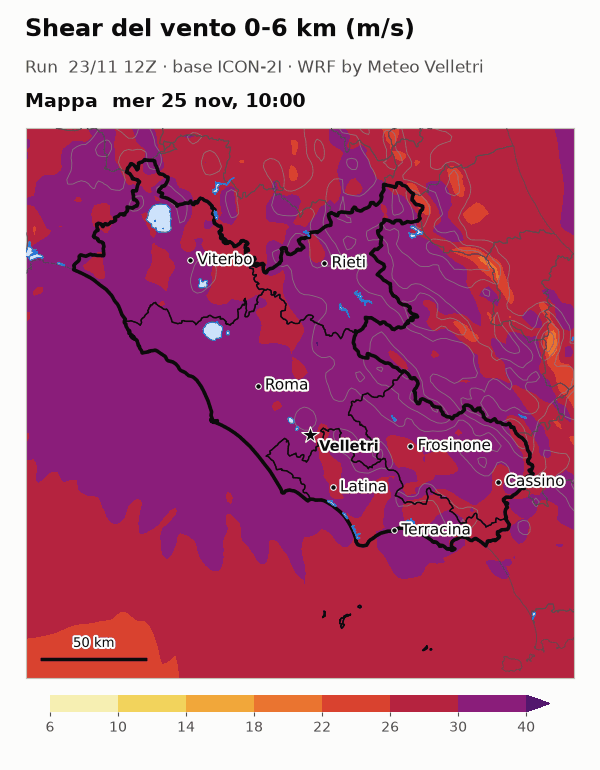 Shear del vento 0-6 km (m/s)
Run  23/11 12Z · base ICON-2I · WRF by Meteo Velletri
Mappa  mer 25 nov, 10:00
Viterbo
Rieti
Roma
Velletri
Frosinone
Latina
Cassino
Terracina
50 km
6 10 14 18 22 26 30 40